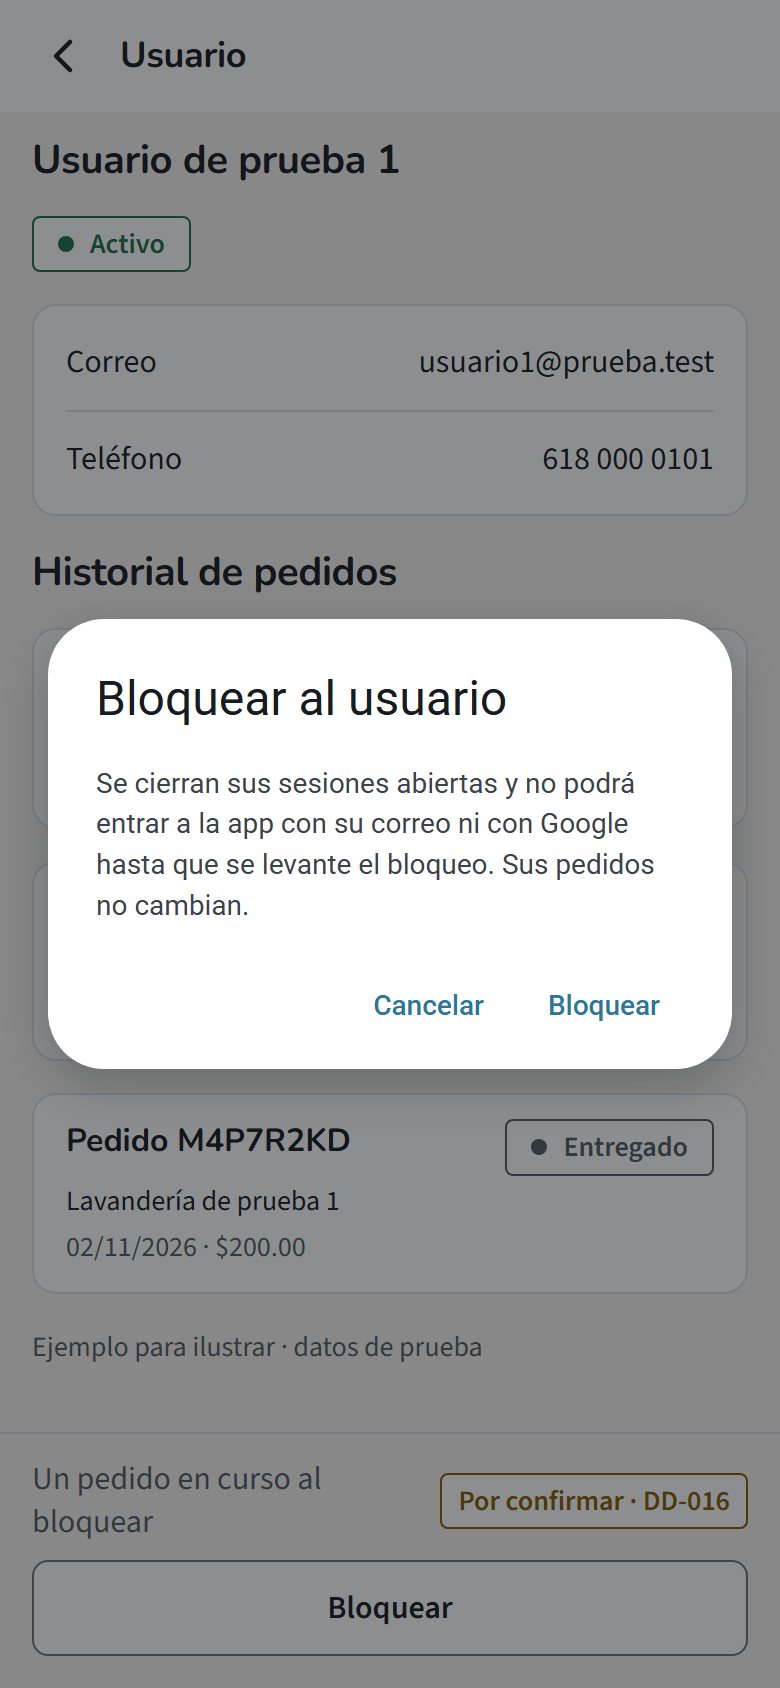 Usuario
Usuario de prueba 1
Activo
Correo usuario1@prueba.test
Teléfono 618 000 0101
Historial de pedidos
Bloquear al usuario
Se cierran sus sesiones abiertas y no podrá
entrar a la app con su correo ni con Google
hasta que se levante el bloqueo. Sus pedidos
no cambian.
Cancelar Bloquear
Pedido M4P7R2KD Entregado
Lavandería de prueba 1
02/11/2026 · $200.00
Ejemplo para ilustrar · datos de prueba
Un pedido en curso al
bloquear
Por confirmar · DD-016
Bloquear